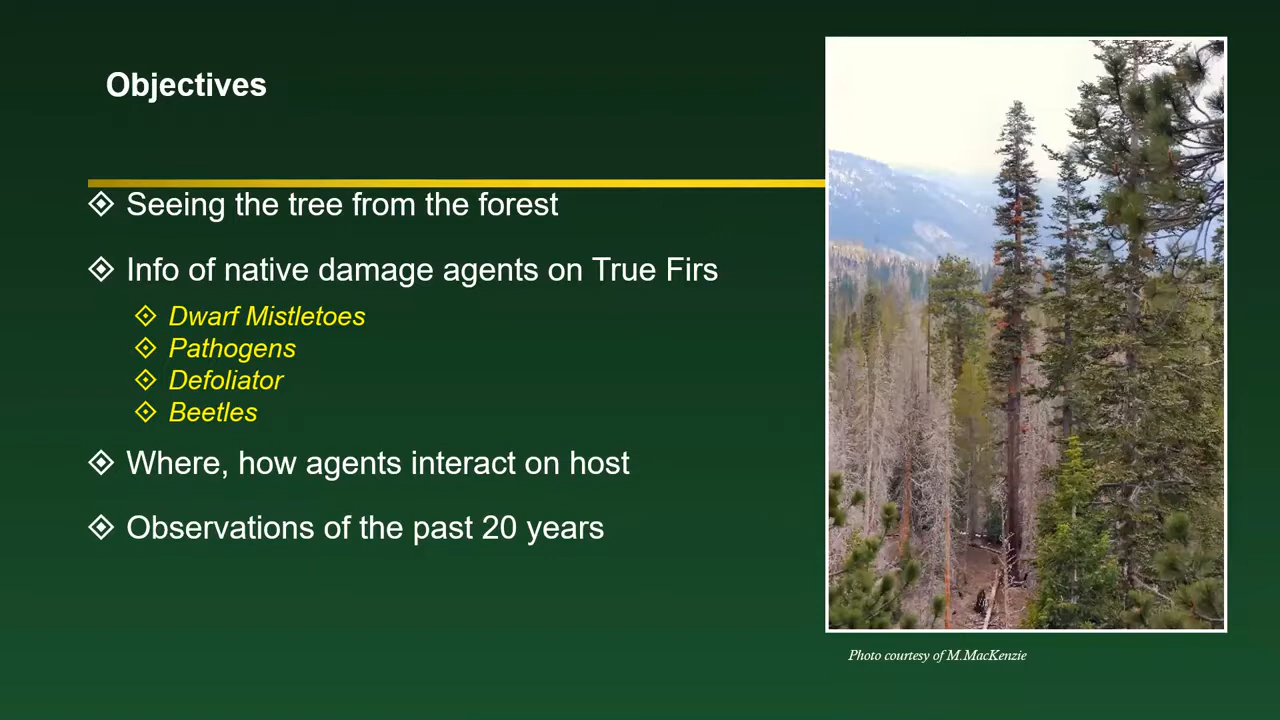 Objectives
Seeing the tree from the forest
Info of native damage agents on True Firs
Dwarf Mistletoes
Pathogens
Defoliator
Beetles
Where, how agents interact on host
Observations of the past 20 years
Photo courtesy of M.MacKenzie